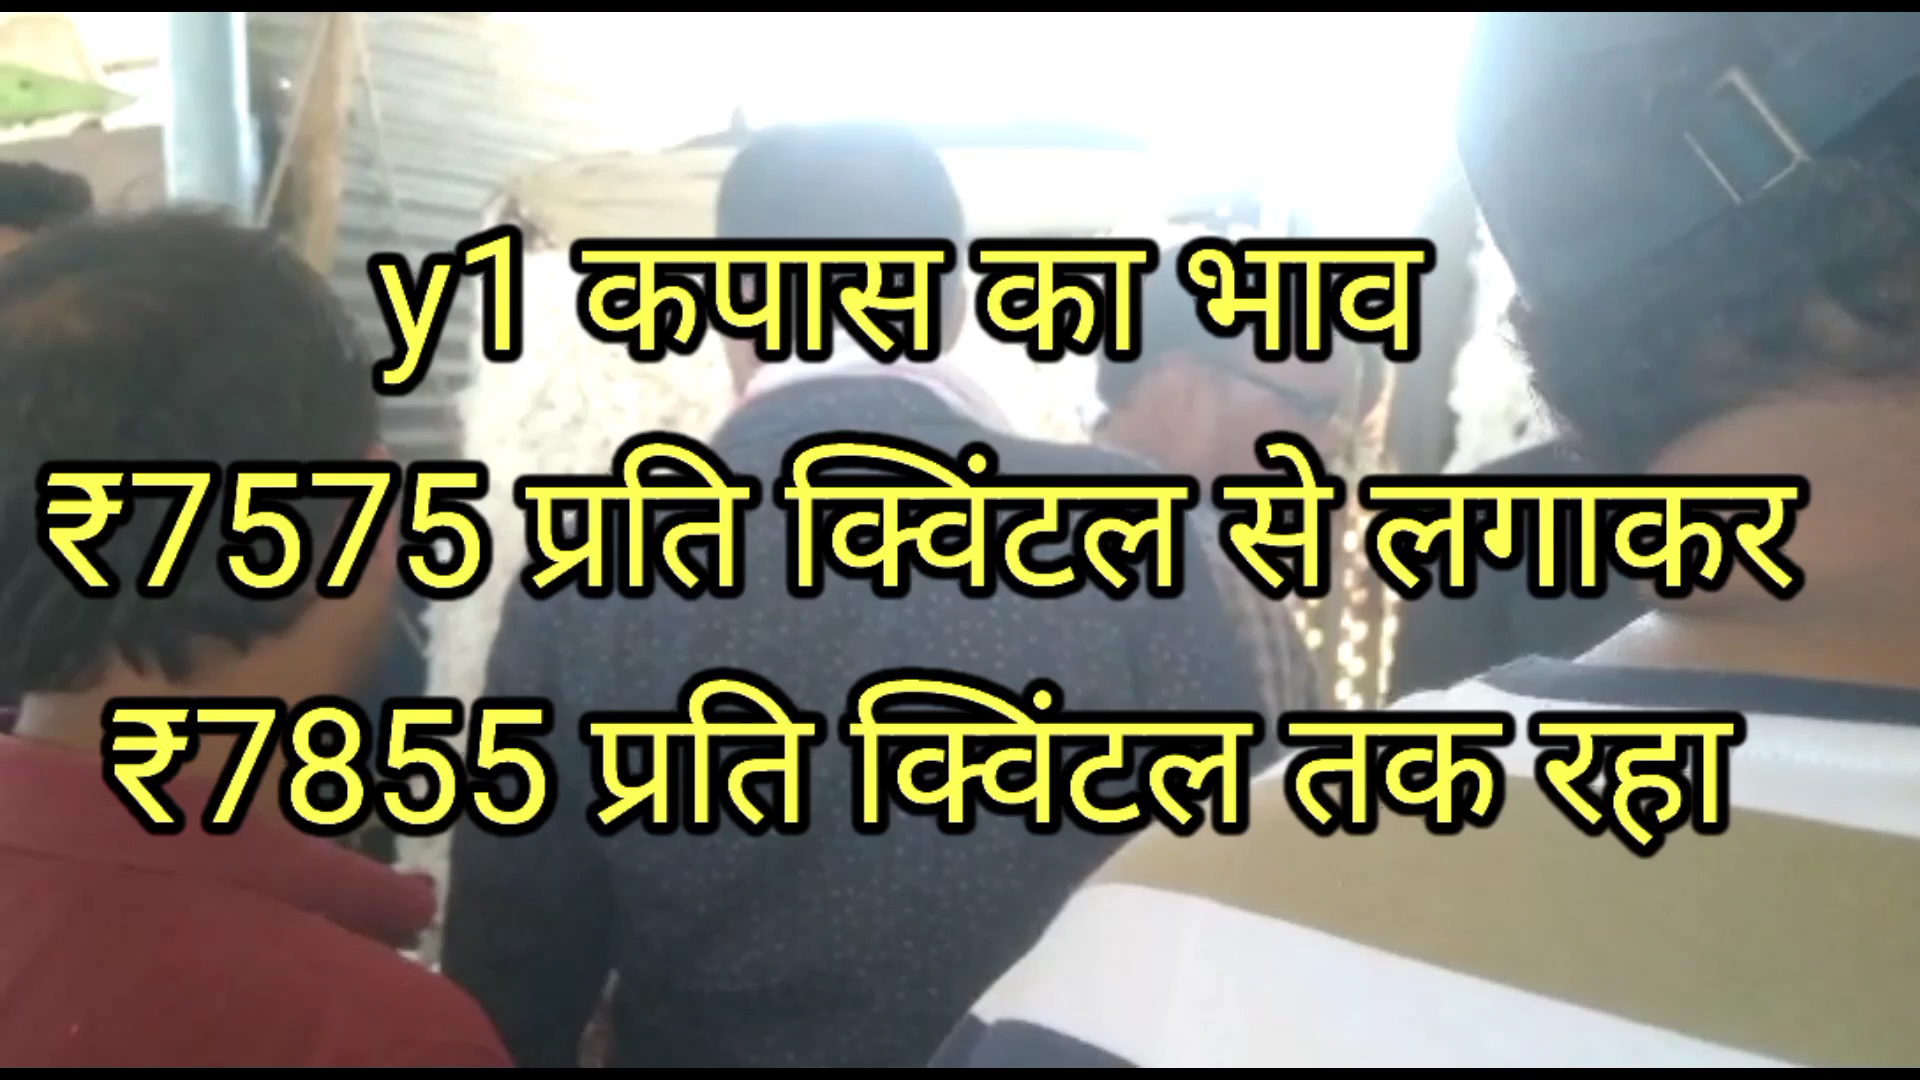 y1 कपास का भाव
₹7575 प्रति क्विंटल से लगाकर
₹7855 प्रति क्विंटल तक रहा